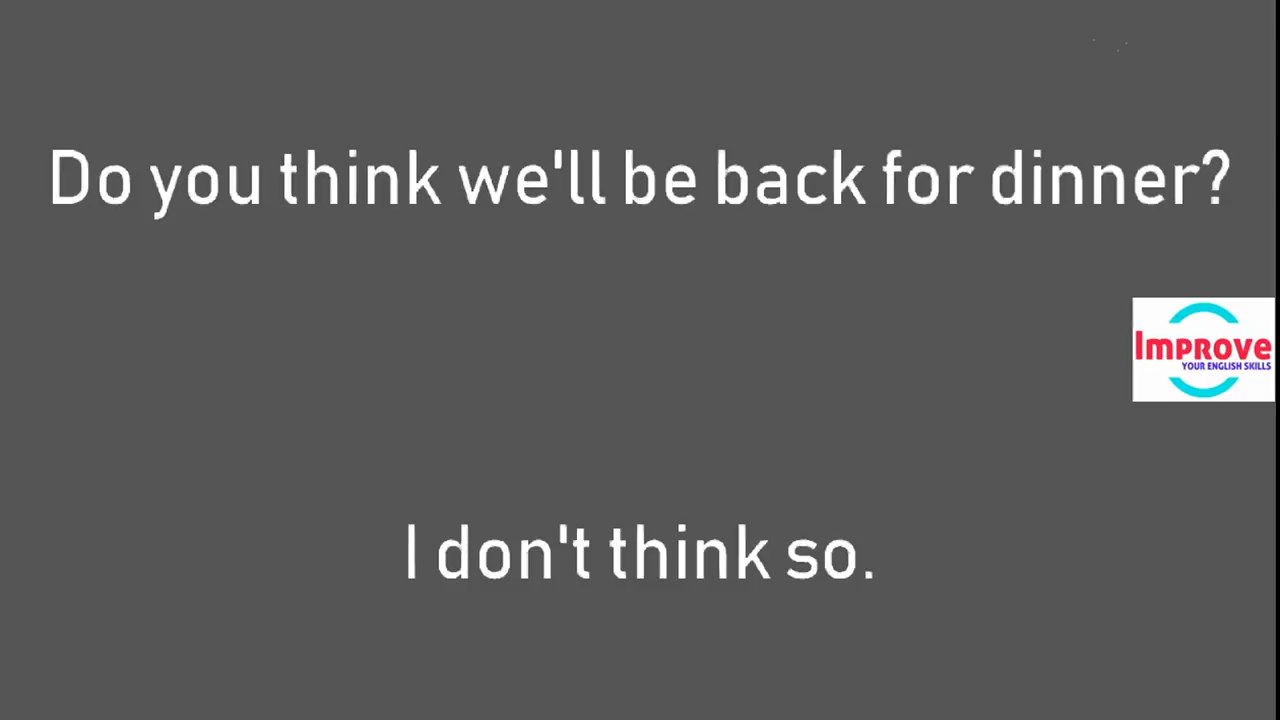 Do you think we'll be back for dinner?
Improve
YOUR ENGLISH SKILLS
I don't think so.